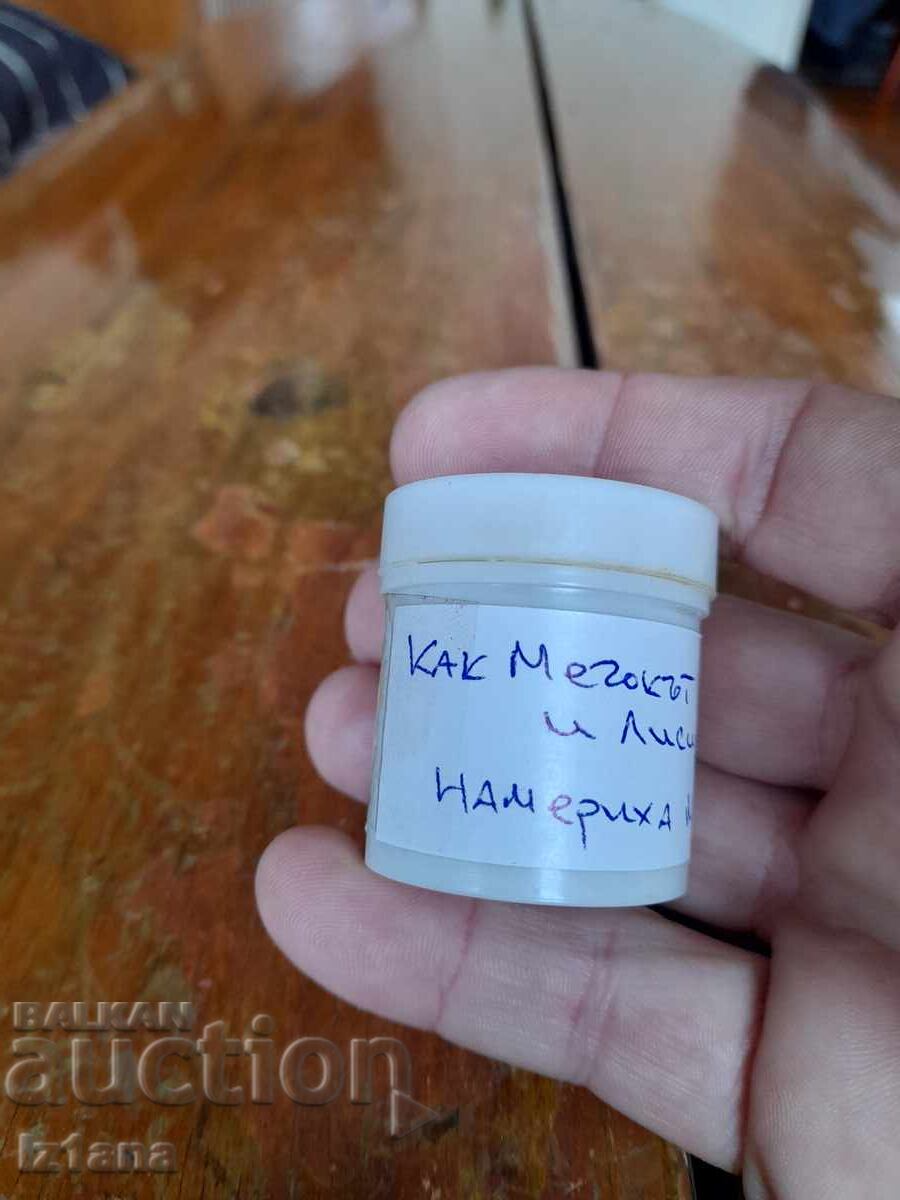 Как Мечокът
и Лиси
Намериха
BALKAN
auction
iz1ana